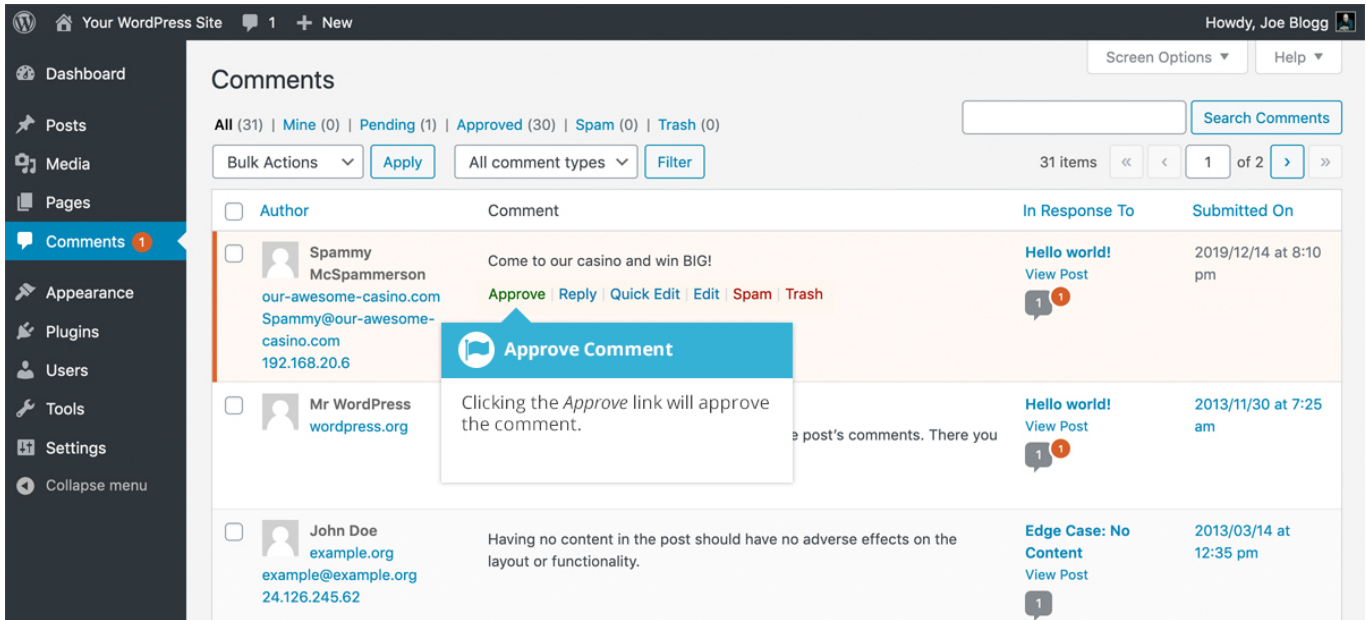 Your WordPress Site 1 + New Howdy, Joe Blogg
Screen Options ▼ Help ▼
Dashboard
Posts
Media
Pages
Comments 1
Appearance
Plugins
Users
Tools
Settings
Collapse menu
Comments
All (31) | Mine (0) | Pending (1) | Approved (30) | Spam (0) | Trash (0)
Search Comments
Bulk Actions Apply All comment types Filter
31 items « ‹ 1 of 2 › »
Author Comment In Response To Submitted On
Spammy
McSpammerson
our-awesome-casino.com
Spammy@our-awesome-
casino.com
192.168.20.6
Come to our casino and win BIG!
Approve | Reply | Quick Edit | Edit | Spam | Trash
Hello world!
View Post
1 1
2019/12/14 at 8:10
pm
Approve Comment
Clicking the Approve link will approve
the comment.
Mr WordPress
wordpress.org
e post's comments. There you
Hello world!
View Post
1 1
2013/11/30 at 7:25
am
John Doe
example.org
example@example.org
24.126.245.62
Having no content in the post should have no adverse effects on the
layout or functionality.
Edge Case: No
Content
View Post
1
2013/03/14 at
12:35 pm